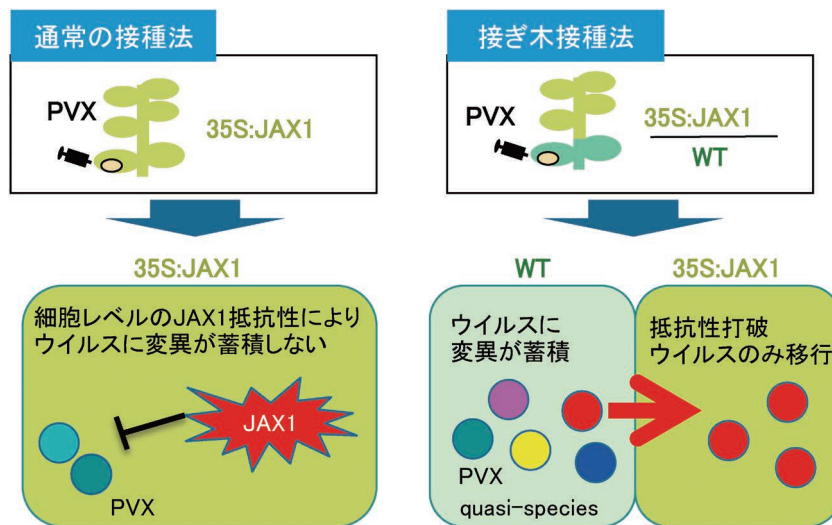 通常の接種法
PVX
35S:JAX1
35S:JAX1
細胞レベルのJAX1抵抗性により
ウイルスに変異が蓄積しない
JAX1
PVX
接ぎ木接種法
PVX
35S:JAX1
WT
WT
35S:JAX1
ウイルスに
変異が蓄積
抵抗性打破
ウイルスのみ移行
PVX
quasi-species